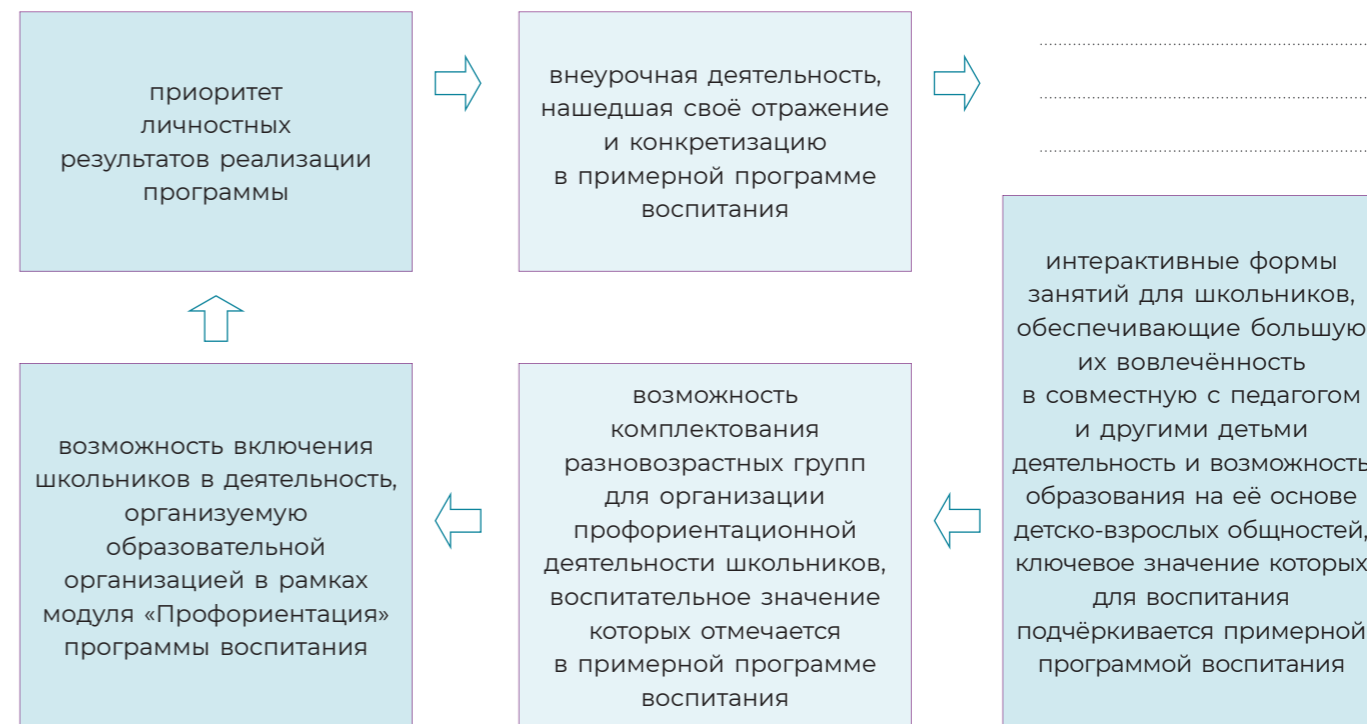 приоритет
личностных
результатов реализации
программы
внеурочная деятельность,
нашедшая своё отражение
и конкретизацию
в примерной программе
воспитания
интерактивные формы
занятий для школьников,
обеспечивающие большую
их вовлечённость
в совместную с педагогом
и другими детьми
деятельность и возможность
образования на её основе
детско-взрослых общностей,
ключевое значение которых
для воспитания
подчёркивается примерной
программой воспитания
возможность
комплектования
разновозрастных групп
для организации
профориентационной
деятельности школьников,
воспитательное значение
которых отмечается
в примерной программе
воспитания
возможность включения
школьников в деятельность,
организуемую
образовательной
организацией в рамках
модуля «Профориентация»
программы воспитания